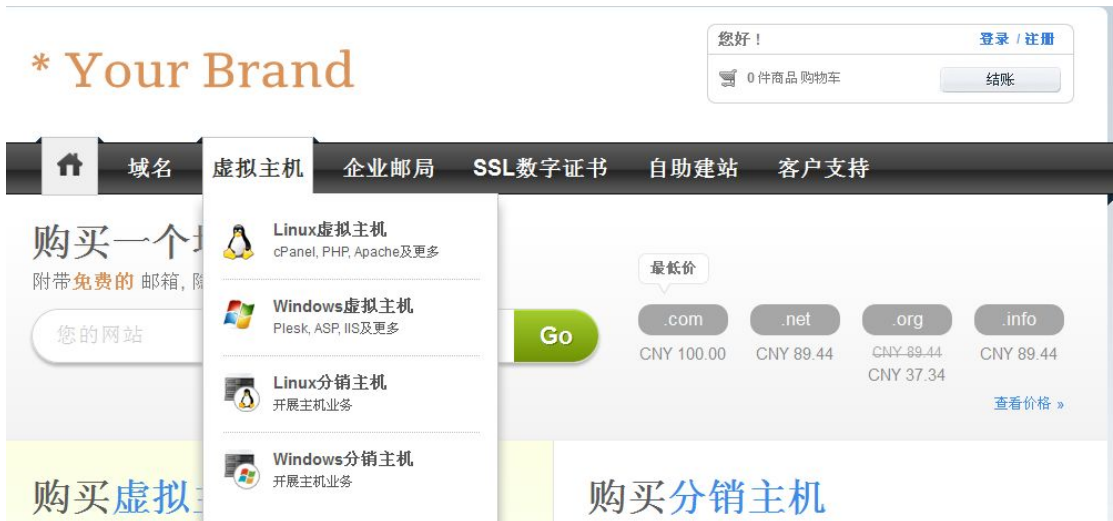 您好！ 登录 / 注册
* Your Brand
0 件商品 购物车 结账
域名 虚拟主机 企业邮局 SSL数字证书 自助建站 客户支持
购买一个
附带免费的 邮箱,
您的网站
Go
Linux虚拟主机
cPanel, PHP, Apache及更多
Windows虚拟主机
Plesk, ASP, IIS及更多
Linux分销主机
开展主机业务
Windows分销主机
开展主机业务
最低价
.com .net .org .info
CNY 100.00 CNY 89.44 CNY 89.44 CNY 89.44
CNY 37.34
查看价格 »
购买虚拟
购买分销主机